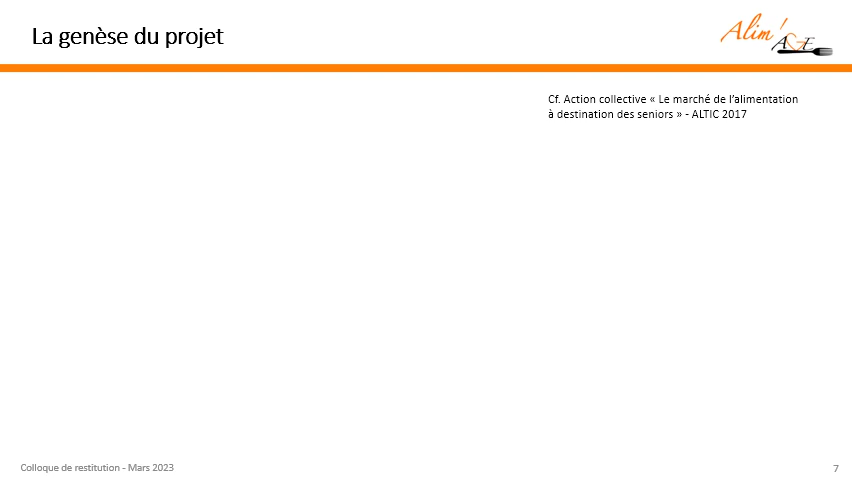 La genèse du projet
Alim'
AGE
Cf. Action collective « Le marché de l'alimentation
à destination des seniors » - ALTIC 2017
Colloque de restitution - Mars 2023
7